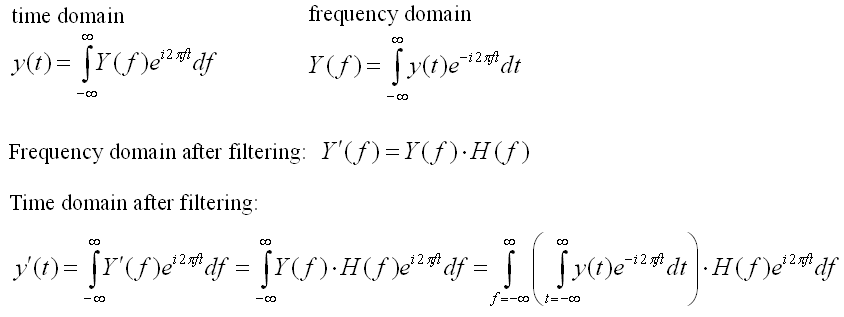 time domain
frequency domain
y(t) = ∫_{-∞}^{∞} Y(f)e^{i2πft}df
Y(f) = ∫_{-∞}^{∞} y(t)e^{-i2πft}dt
Frequency domain after filtering: Y'(f) = Y(f)·H(f)
Time domain after filtering:
y'(t) = ∫_{-∞}^{∞} Y'(f)e^{i2πft}df = ∫_{-∞}^{∞} Y(f)·H(f)e^{i2πft}df = ∫_{f=-∞}^{∞} ( ∫_{t=-∞}^{∞} y(t)e^{-i2πft}dt )·H(f)e^{i2πft}df